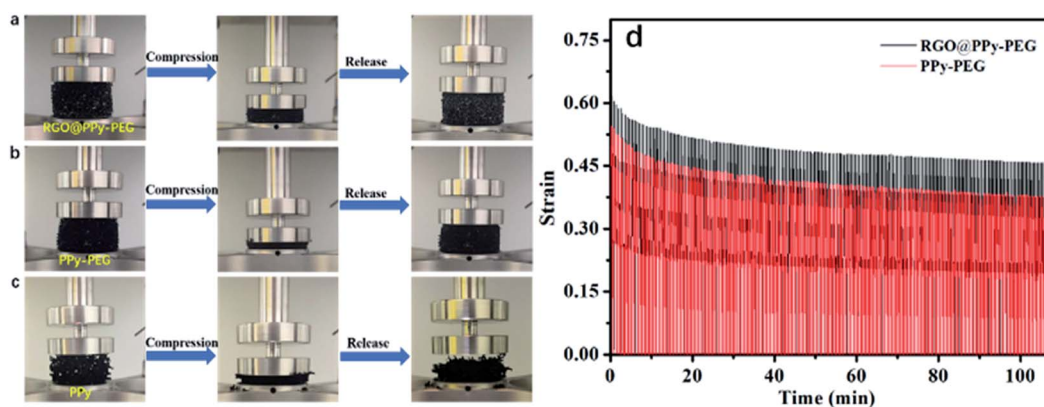 a
Compression
Release
RGO@PPy-PEG
b
Compression
Release
PPy-PEG
c
Compression
Release
PPy
d
RGO@PPy-PEG
PPy-PEG
Strain
0.75
0.60
0.45
0.30
0.15
0.00
0 20 40 60 80 100
Time (min)